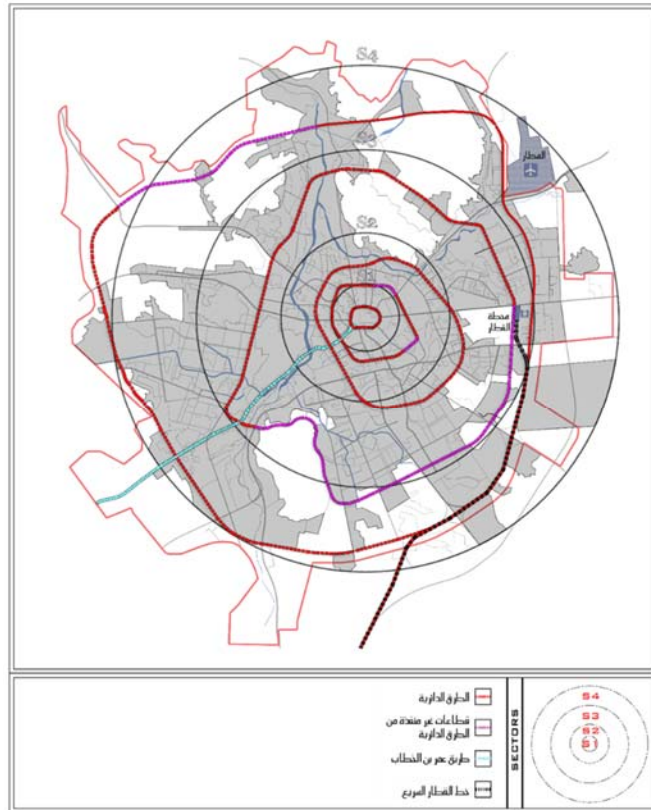 S4
S3
S2
S1
المطار
محطة
القطار
الطرق الدائرية
قطاعات غير منفذة من
الطرق الدائرية
طريق عمر بن الخطاب
خط القطار السريع
SECTORS
S4
S3
S2
S1